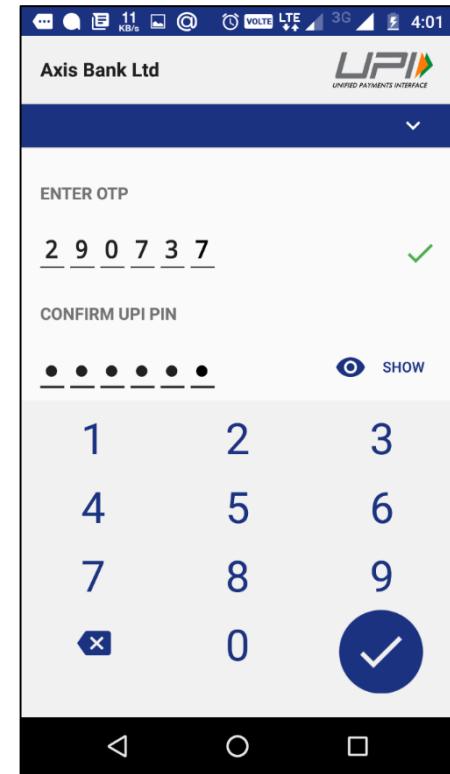 11 KB/s VOLTE LTE 3G 4:01
Axis Bank Ltd
UPI
UNIFIED PAYMENTS INTERFACE
ENTER OTP
2 9 0 7 3 7
CONFIRM UPI PIN
SHOW
1 2 3
4 5 6
7 8 9
0